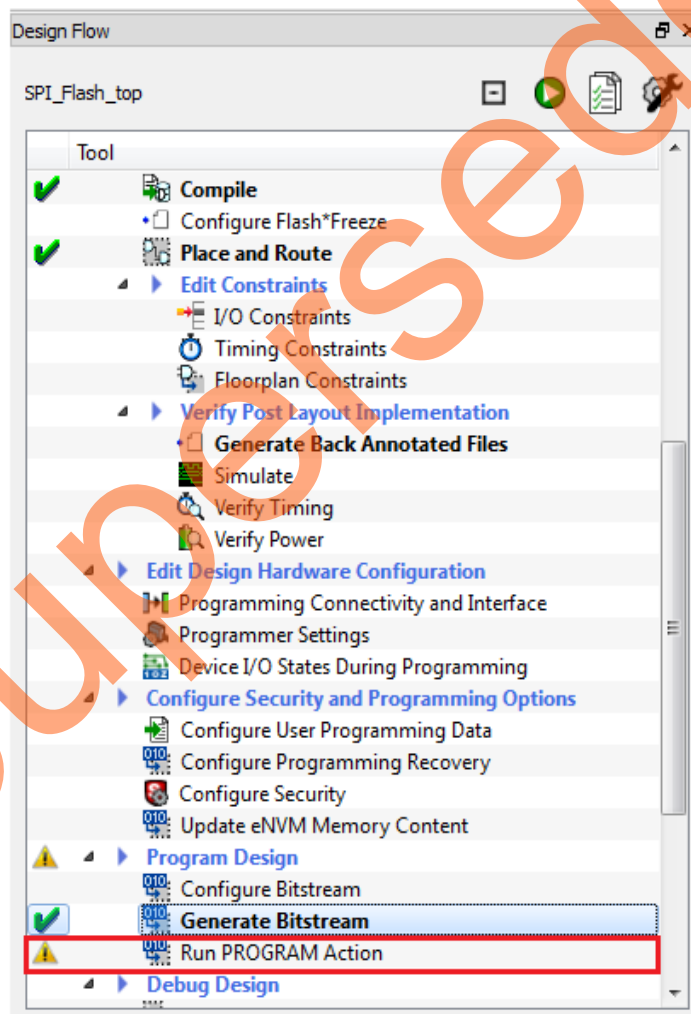 Design Flow
SPI_Flash_top
Tool
Compile
Configure Flash*Freeze
Place and Route
Edit Constraints
I/O Constraints
Timing Constraints
Floorplan Constraints
Verify Post Layout Implementation
Generate Back Annotated Files
Simulate
Verify Timing
Verify Power
Edit Design Hardware Configuration
Programming Connectivity and Interface
Programmer Settings
Device I/O States During Programming
Configure Security and Programming Options
Configure User Programming Data
Configure Programming Recovery
Configure Security
Update eNVM Memory Content
Program Design
Configure Bitstream
Generate Bitstream
Run PROGRAM Action
Debug Design
uperse